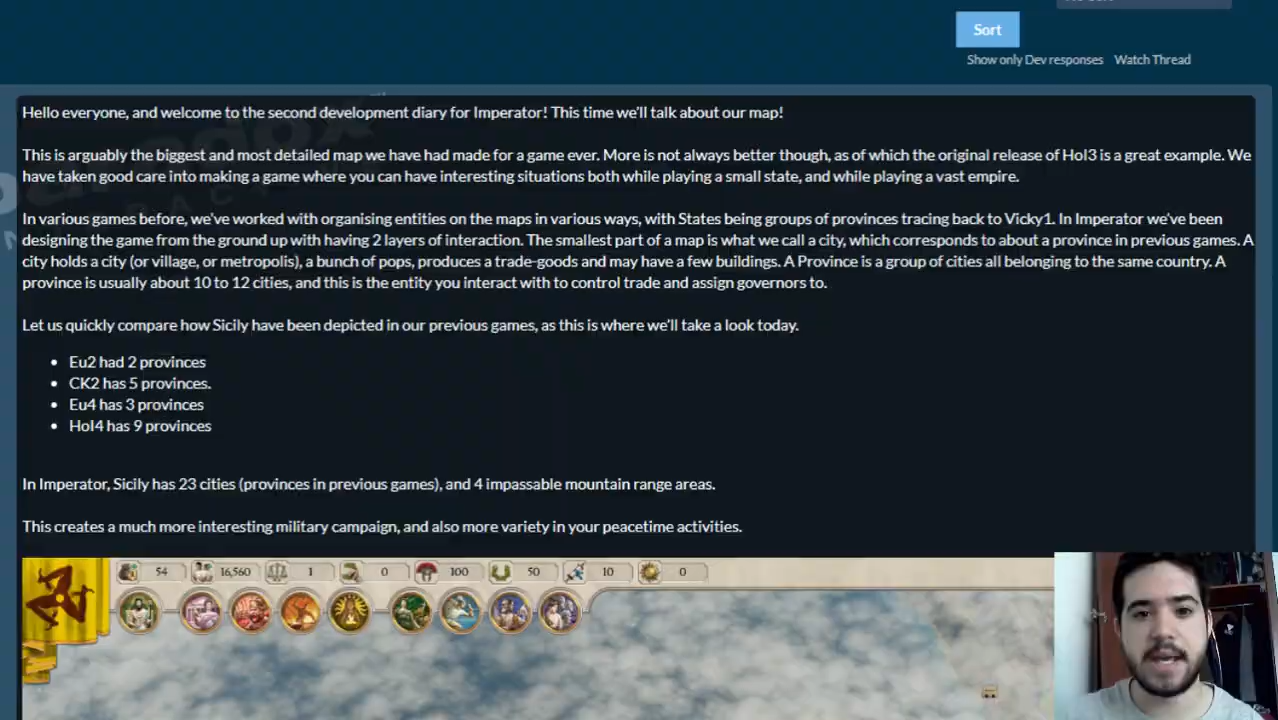 Sort
Show only Dev responses Watch Thread
Hello everyone, and welcome to the second development diary for Imperator! This time we'll talk about our map!
This is arguably the biggest and most detailed map we have had made for a game ever. More is not always better though, as of which the original release of HoI3 is a great example. We
have taken good care into making a game where you can have interesting situations both while playing a small state, and while playing a vast empire.
In various games before, we've worked with organising entities on the maps in various ways, with States being groups of provinces tracing back to Vicky1. In Imperator we've been
designing the game from the ground up with having 2 layers of interaction. The smallest part of a map is what we call a city, which corresponds to about a province in previous games. A
city holds a city (or village, or metropolis), a bunch of pops, produces a trade-goods and may have a few buildings. A Province is a group of cities all belonging to the same country. A
province is usually about 10 to 12 cities, and this is the entity you interact with to control trade and assign governors to.
Let us quickly compare how Sicily have been depicted in our previous games, as this is where we'll take a look today.
• Eu2 had 2 provinces
• CK2 has 5 provinces.
• Eu4 has 3 provinces
• HoI4 has 9 provinces
In Imperator, Sicily has 23 cities (provinces in previous games), and 4 impassable mountain range areas.
This creates a much more interesting military campaign, and also more variety in your peacetime activities.
54 16,560 1 0 100 50 10 0